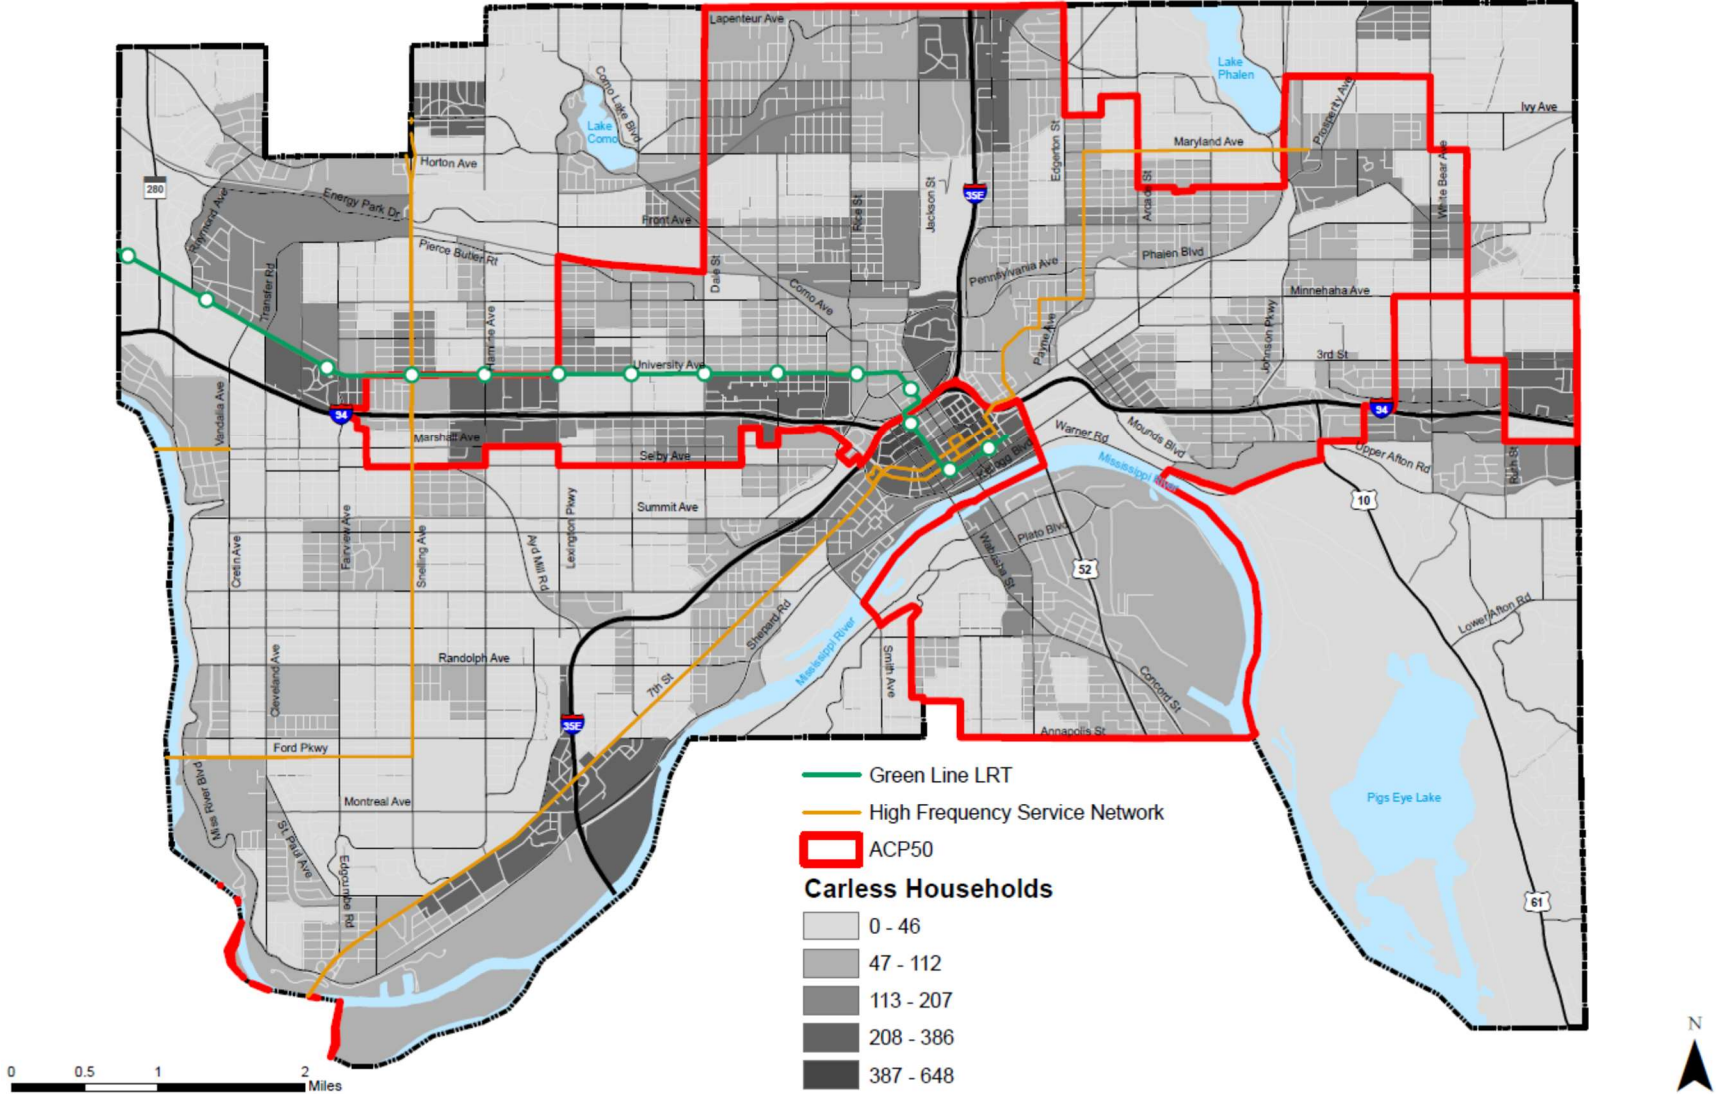 Lapenteur Ave
Lake
Phalen
Como Lake Blvd
Lake
Como
Prosperity Ave
Ivy Ave
Edgerton St
Maryland Ave
Arcade St
White Bear Ave
Horton Ave
280
Energy Park Dr
Raymond Ave
Front Ave
Rice St
Jackson St
35E
Pierce Butler Rt
Transfer Rd
Dale St
Como Ave
Pennsylvania Ave
Phalen Blvd
Minnehaha Ave
Hamline Ave
Payne Ave
Johnson Pkwy
3rd St
University Ave
Vandalia Ave
94
94
Marshall Ave
Selby Ave
Kellogg Blvd
Warner Rd
Mounds Blvd
Upper Afton Rd
Ruth St
Mississippi River
10
Summit Ave
Lexington Pkwy
Fairview Ave
Snelling Ave
Cretin Ave
Ayd Mill Rd
Plato Blvd
Wabasha St
52
Lower Afton Rd
Shepard Rd
Mississippi River
Randolph Ave
Cleveland Ave
Smith Ave
7th St
Concord St
35E
Annapolis St
Ford Pkwy
Miss River Blvd
Montreal Ave
St. Paul Ave
Edgcumbe Rd
Pigs Eye Lake
61
Green Line LRT
High Frequency Service Network
ACP50
Carless Households
0 - 46
47 - 112
113 - 207
208 - 386
387 - 648
0 0.5 1 2
Miles
N